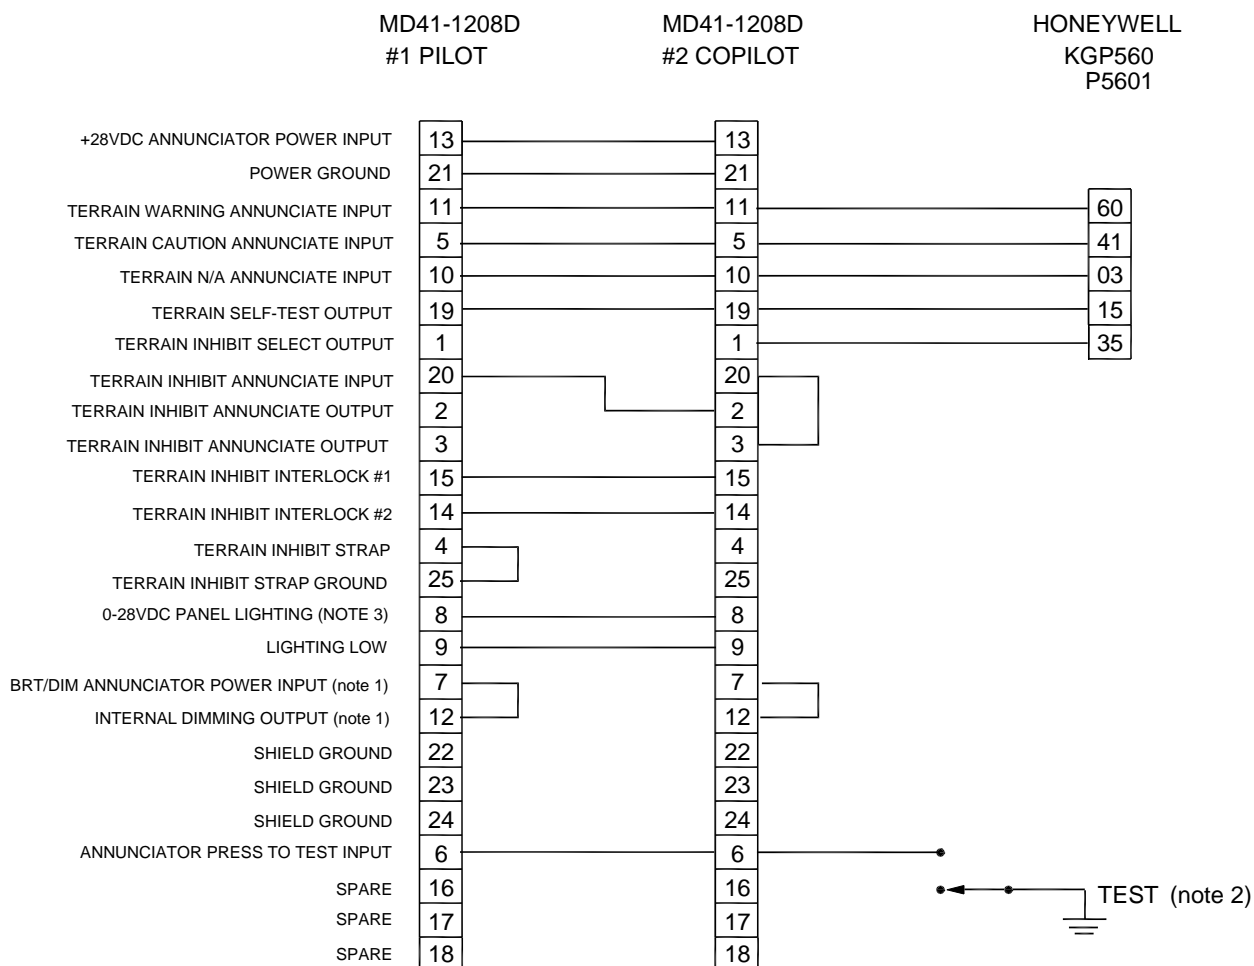 MD41-1208D MD41-1208D HONEYWELL
#1 PILOT #2 COPILOT KGP560
P5601
+28VDC ANNUNCIATOR POWER INPUT 13 13
POWER GROUND 21 21
TERRAIN WARNING ANNUNCIATE INPUT 11 11 60
TERRAIN CAUTION ANNUNCIATE INPUT 5 5 41
TERRAIN N/A ANNUNCIATE INPUT 10 10 03
TERRAIN SELF-TEST OUTPUT 19 19 15
TERRAIN INHIBIT SELECT OUTPUT 1 1 35
TERRAIN INHIBIT ANNUNCIATE INPUT 20 20
TERRAIN INHIBIT ANNUNCIATE OUTPUT 2 2
TERRAIN INHIBIT ANNUNCIATE OUTPUT 3 3
TERRAIN INHIBIT INTERLOCK #1 15 15
TERRAIN INHIBIT INTERLOCK #2 14 14
TERRAIN INHIBIT STRAP 4 4
TERRAIN INHIBIT STRAP GROUND 25 25
0-28VDC PANEL LIGHTING (NOTE 3) 8 8
LIGHTING LOW 9 9
BRT/DIM ANNUNCIATOR POWER INPUT (note 1) 7 7
INTERNAL DIMMING OUTPUT (note 1) 12 12
SHIELD GROUND 22 22
SHIELD GROUND 23 23
SHIELD GROUND 24 24
ANNUNCIATOR PRESS TO TEST INPUT 6 6
SPARE 16 16 TEST (note 2)
SPARE 17 17
SPARE 18 18